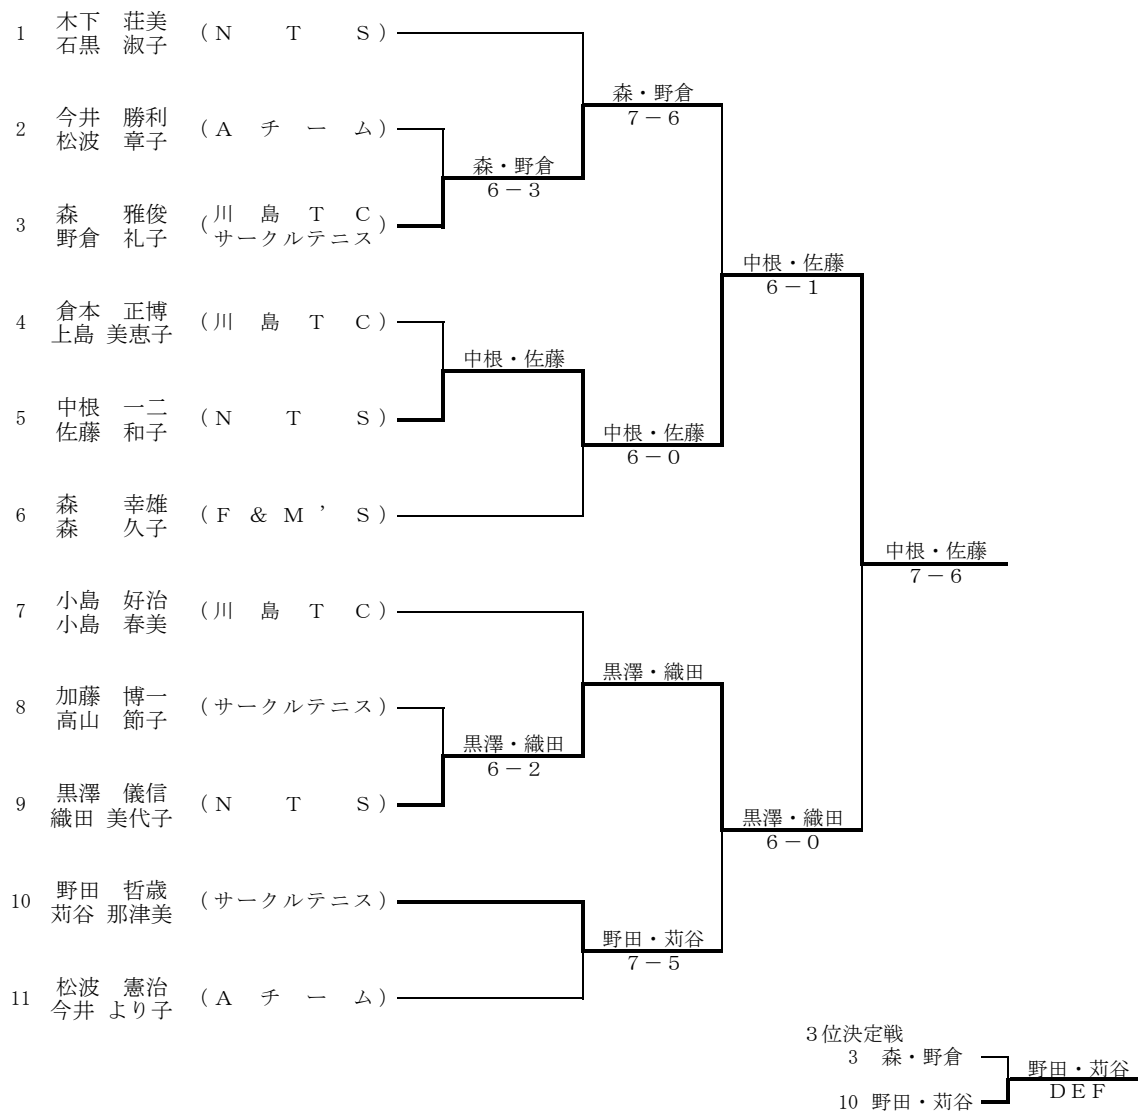 1 木下 荘美 (N T S)
石黒 淑子
森・野倉
7－6
2 今井 勝利 (A チ ー ム)
松波 章子
森・野倉
6－3
3 森 雅俊 (川 島 T C
野倉 礼子 サークルテニス)
中根・佐藤
6－1
4 倉本 正博 (川 島 T C)
上島 美恵子
中根・佐藤
5 中根 一二 (N T S)
佐藤 和子
中根・佐藤
6－0
6 森 幸雄 (F & M ' S)
森 久子
中根・佐藤
7－6
7 小島 好治 (川 島 T C)
小島 春美
黒澤・織田
8 加藤 博一 (サークルテニス)
高山 節子
黒澤・織田
6－2
9 黒澤 儀信 (N T S)
織田 美代子
黒澤・織田
6－0
10 野田 哲歳 (サークルテニス)
苅谷 那津美
野田・苅谷
7－5
11 松波 憲治 (A チ ー ム)
今井 より子
3位決定戦
3 森・野倉
野田・苅谷
DEF
10 野田・苅谷